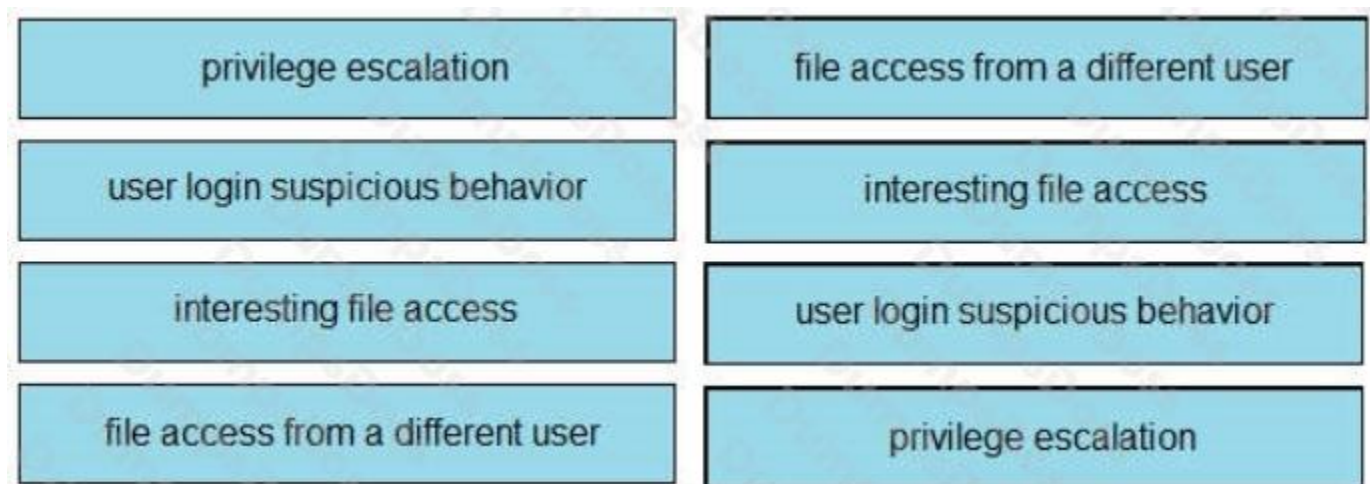 privilege escalation
file access from a different user
user login suspicious behavior
interesting file access
interesting file access
user login suspicious behavior
file access from a different user
privilege escalation